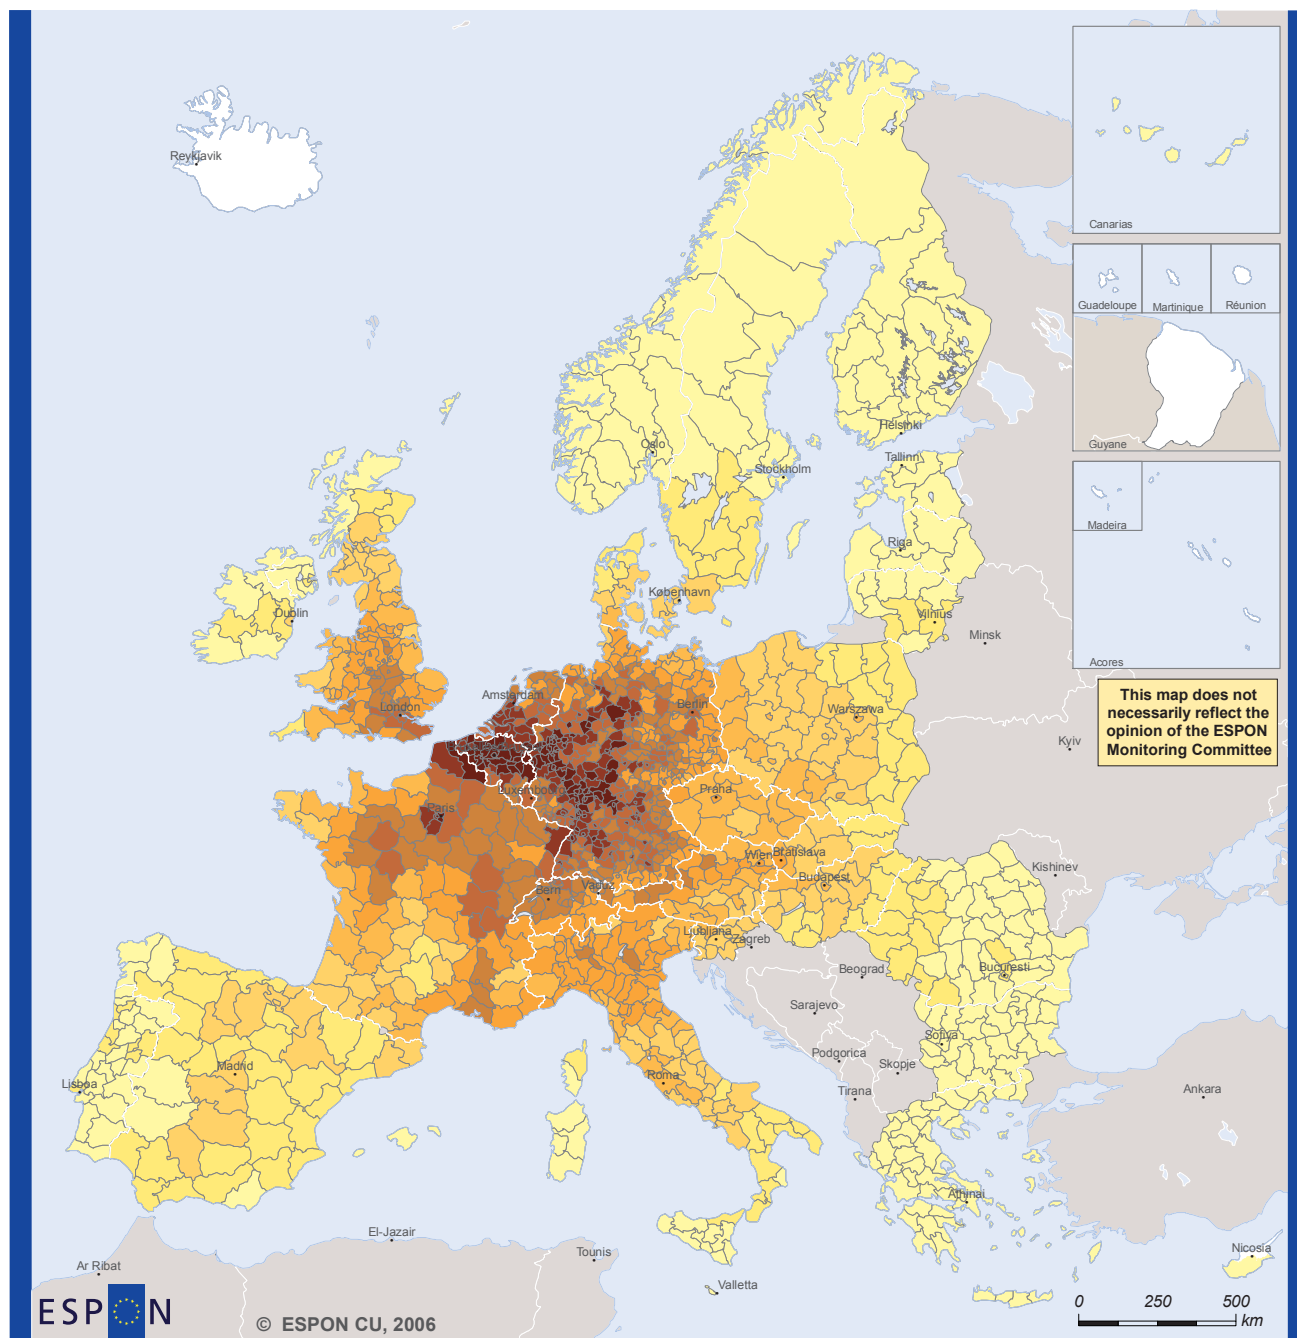 Reykjavik
Canarias
Guadeloupe
Martinique
Réunion
Guyane
Madeira
Acores
This map does not
necessarily reflect the
opinion of the ESPON
Monitoring Committee
Helsinki
Oslo
Tallinn
Stockholm
Riga
København
Dublin
Vilnius
Minsk
Amsterdam
London
Berlin
Warszawa
Kyiv
Luxembourg
Praha
Paris
Wien
Bratislava
Kishinev
Budapest
Bern
Vaduz
Ljubljana
Zagreb
Beograd
Bucuresti
Sarajevo
Sofiya
Podgorica
Skopje
Madrid
Roma
Lisboa
Tirana
Ankara
Athinai
El-Jazair
Tounis
Nicosia
Ar Ribat
Valletta
ESPON
© ESPON CU, 2006
0 250 500
km